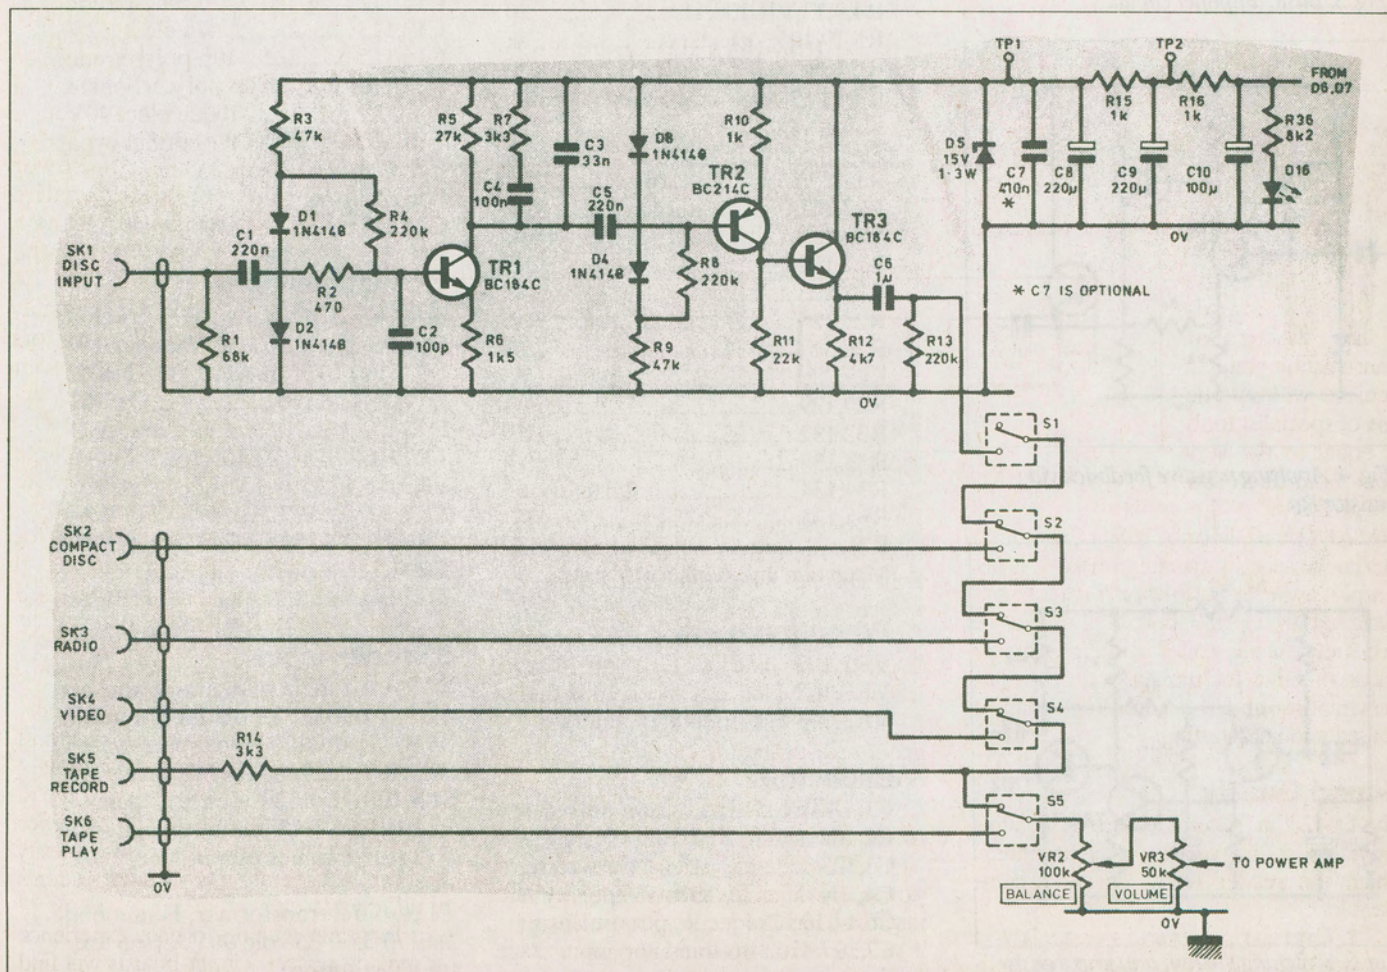 TP1
TP2
FROM
D6,D7
R3
47k
R5
27k
R7
3k3
C3
33n
D8
1N4148
R10
1k
TR2
BC214C
R15
1k
R16
1k
R36
8k2
D5
15V
1·3W
C7
470n
*
C8
220μ
C9
220μ
C10
100μ
D16
C4
100n
C5
220n
D1
1N4148
R4
220k
TR3
BC184C
0V
SK1
DISC
INPUT
C1
220n
R2
470
TR1
BC184C
D4
1N4148
R8
220k
C6
1μ
* C7 IS OPTIONAL
R1
68k
D2
1N4148
C2
100p
R6
1k5
R9
47k
R11
22k
R12
4k7
R13
220k
0V
S1
SK2
COMPACT
DISC
S2
SK3
RADIO
S3
SK4
VIDEO
S4
R14
3k3
SK5
TAPE
RECORD
S5
SK6
TAPE
PLAY
VR2
100k
BALANCE
VR3
50k
VOLUME
TO POWER AMP
0V
0V